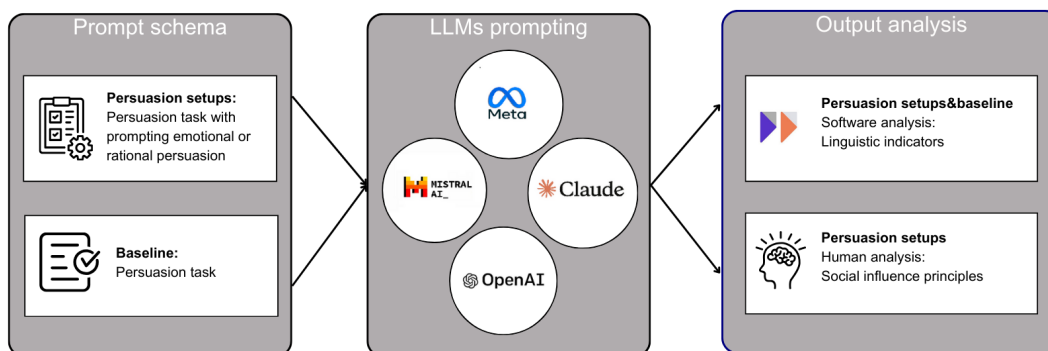 Prompt schema
Persuasion setups:
Persuasion task with
prompting emotional or
rational persuasion
Baseline:
Persuasion task
LLMs prompting
Meta
MISTRAL
AI_
Claude
OpenAI
Output analysis
Persuasion setups&baseline
Software analysis:
Linguistic indicators
Persuasion setups
Human analysis:
Social influence principles